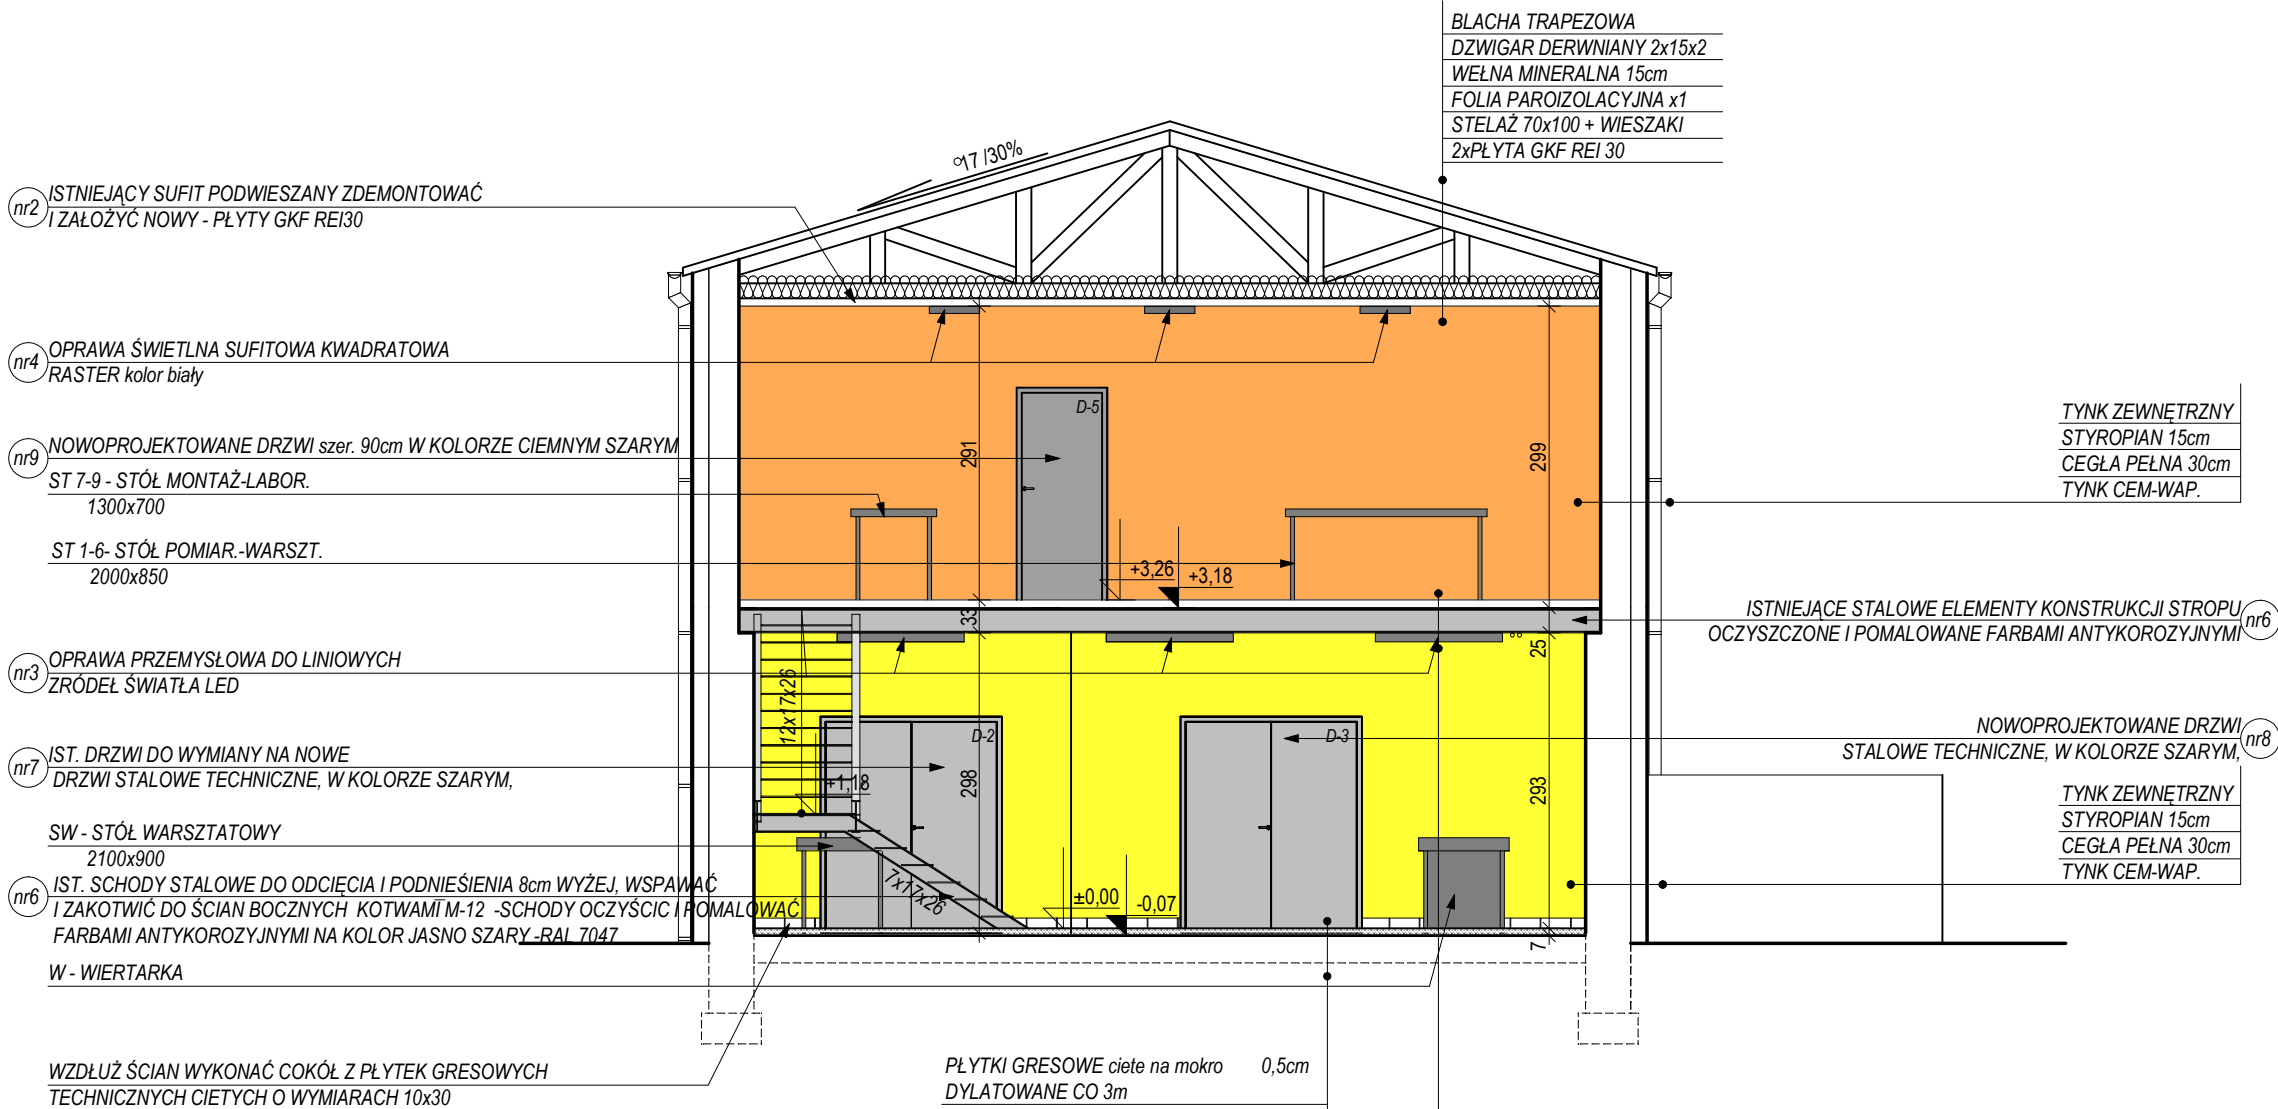 BLACHA TRAPEZOWA
DZWIGAR DERWNIANY 2x15x2
WEŁNA MINERALNA 15cm
FOLIA PAROIZOLACYJNA x1
STELAŻ 70x100 + WIESZAKI
2xPŁYTA GKF REI 30
°17 /30%
nr2
ISTNIEJĄCY SUFIT PODWIESZANY ZDEMONTOWAĆ
I ZAŁOŻYĆ NOWY - PŁYTY GKF REI30
nr4
OPRAWA ŚWIETLNA SUFITOWA KWADRATOWA
RASTER kolor biały
nr9
NOWOPROJEKTOWANE DRZWI szer. 90cm W KOLORZE CIEMNYM SZARYM
ST 7-9 - STÓŁ MONTAŻ-LABOR.
1300x700
ST 1-6- STÓŁ POMIAR.-WARSZT.
2000x850
nr3
OPRAWA PRZEMYSŁOWA DO LINIOWYCH
ZRÓDEŁ ŚWIATŁA LED
nr7
IST. DRZWI DO WYMIANY NA NOWE
DRZWI STALOWE TECHNICZNE, W KOLORZE SZARYM,
SW - STÓŁ WARSZTATOWY
2100x900
nr6
IST. SCHODY STALOWE DO ODCIĘCIA I PODNIEŚIENIA 8cm WYŻEJ, WSPAWAĆ
I ZAKOTWIĆ DO ŚCIAN BOCZNYCH KOTWAMI M-12 -SCHODY OCZYŚCIC I POMALOWAĆ
FARBAMI ANTYKOROZYJNYMI NA KOLOR JASNO SZARY -RAL 7047
W - WIERTARKA
WZDŁUŻ ŚCIAN WYKONAĆ COKÓŁ Z PŁYTEK GRESOWYCH
TECHNICZNYCH CIETYCH O WYMIARACH 10x30
D-5
291
299
+3,26
+3,18
33
25
12x17x26
D-2
D-3
+1,18
298
293
7x17x26
±0,00
-0,07
7
TYNK ZEWNĘTRZNY
STYROPIAN 15cm
CEGŁA PEŁNA 30cm
TYNK CEM-WAP.
ISTNIEJĄCE STALOWE ELEMENTY KONSTRUKCJI STROPU
OCZYSZCZONE I POMALOWANE FARBAMI ANTYKOROZYJNYMI
nr6
NOWOPROJEKTOWANE DRZWI
STALOWE TECHNICZNE, W KOLORZE SZARYM,
nr8
TYNK ZEWNĘTRZNY
STYROPIAN 15cm
CEGŁA PEŁNA 30cm
TYNK CEM-WAP.
PŁYTKI GRESOWE ciete na mokro 0,5cm
DYLATOWANE CO 3m